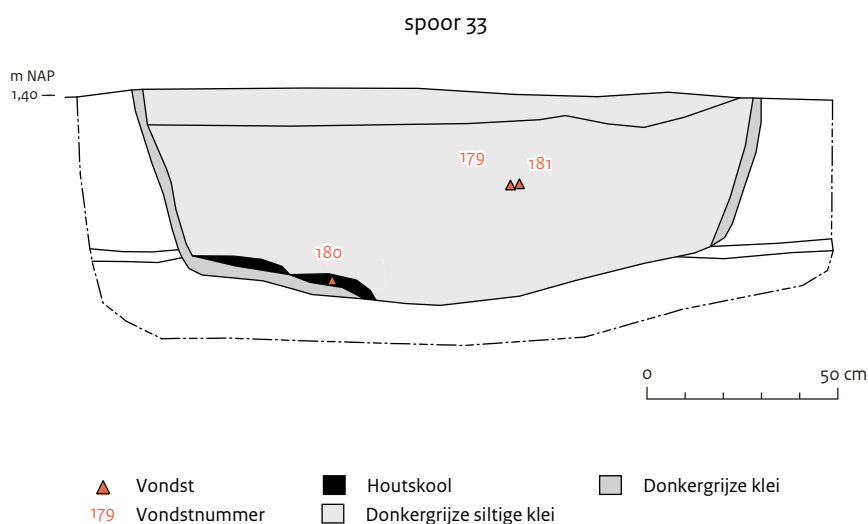 spoor 33
m NAP
1,40
179
181
180
0
50 cm
Vondst
Houtskool
Donkergrijze klei
179
Vondstnummer
Donkergrijze siltige klei